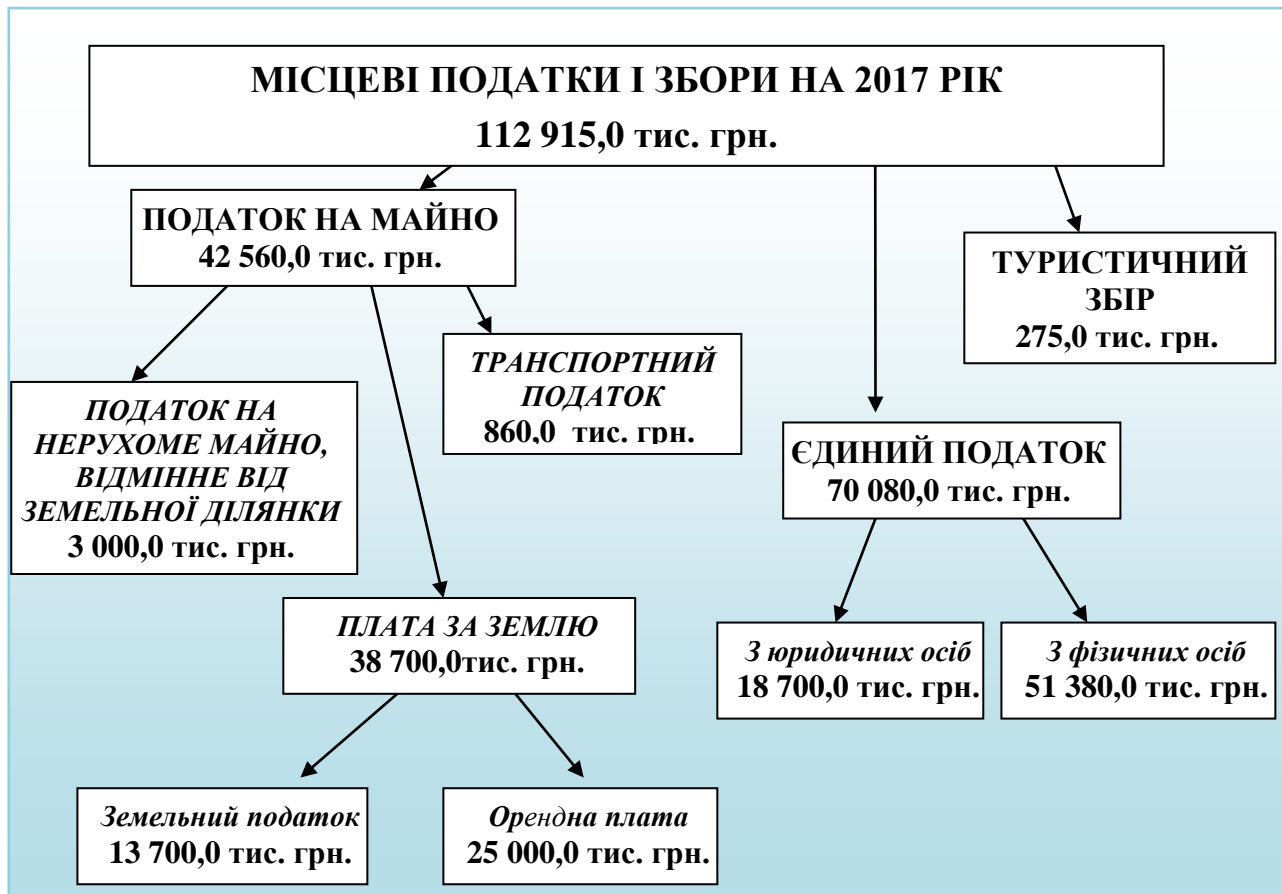 МІСЦЕВІ ПОДАТКИ І ЗБОРИ НА 2017 РІК
112 915,0 тис. грн.
ПОДАТОК НА МАЙНО
42 560,0 тис. грн.
ТУРИСТИЧНИЙ
ЗБІР
275,0 тис. грн.
ТРАНСПОРТНИЙ
ПОДАТОК
860,0 тис. грн.
ПОДАТОК НА
НЕРУХОМЕ МАЙНО,
ВІДМІННЕ ВІД
ЗЕМЕЛЬНОЇ ДІЛЯНКИ
3 000,0 тис. грн.
ЄДИНИЙ ПОДАТОК
70 080,0 тис. грн.
ПЛАТА ЗА ЗЕМЛЮ
38 700,0тис. грн.
З юридичних осіб
18 700,0 тис. грн.
З фізичних осіб
51 380,0 тис. грн.
Земельний податок
13 700,0 тис. грн.
Орендна плата
25 000,0 тис. грн.